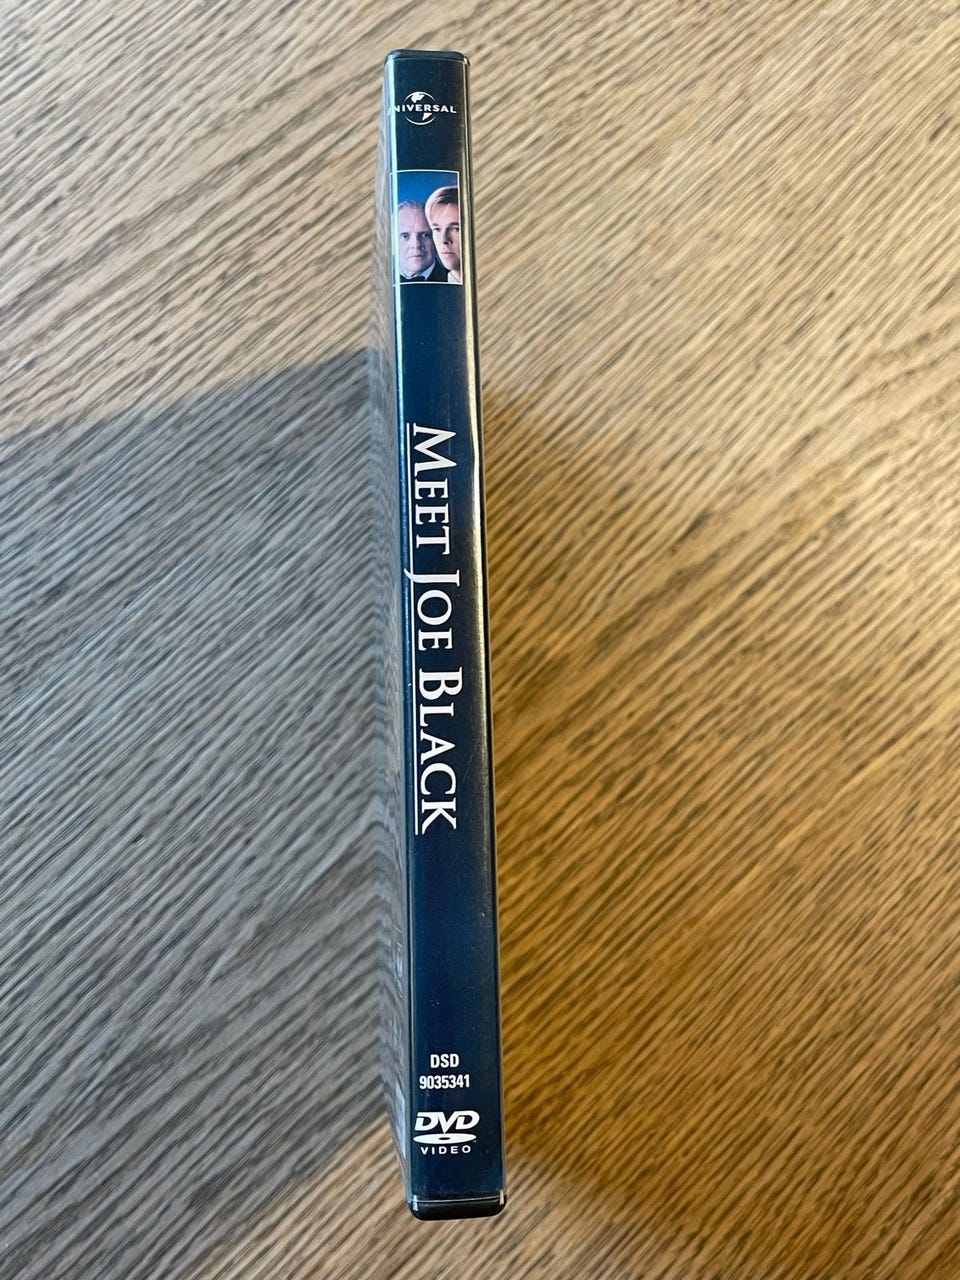 UNIVERSAL
MEET JOE BLACK
DSD
9035341
DVD
VIDEO